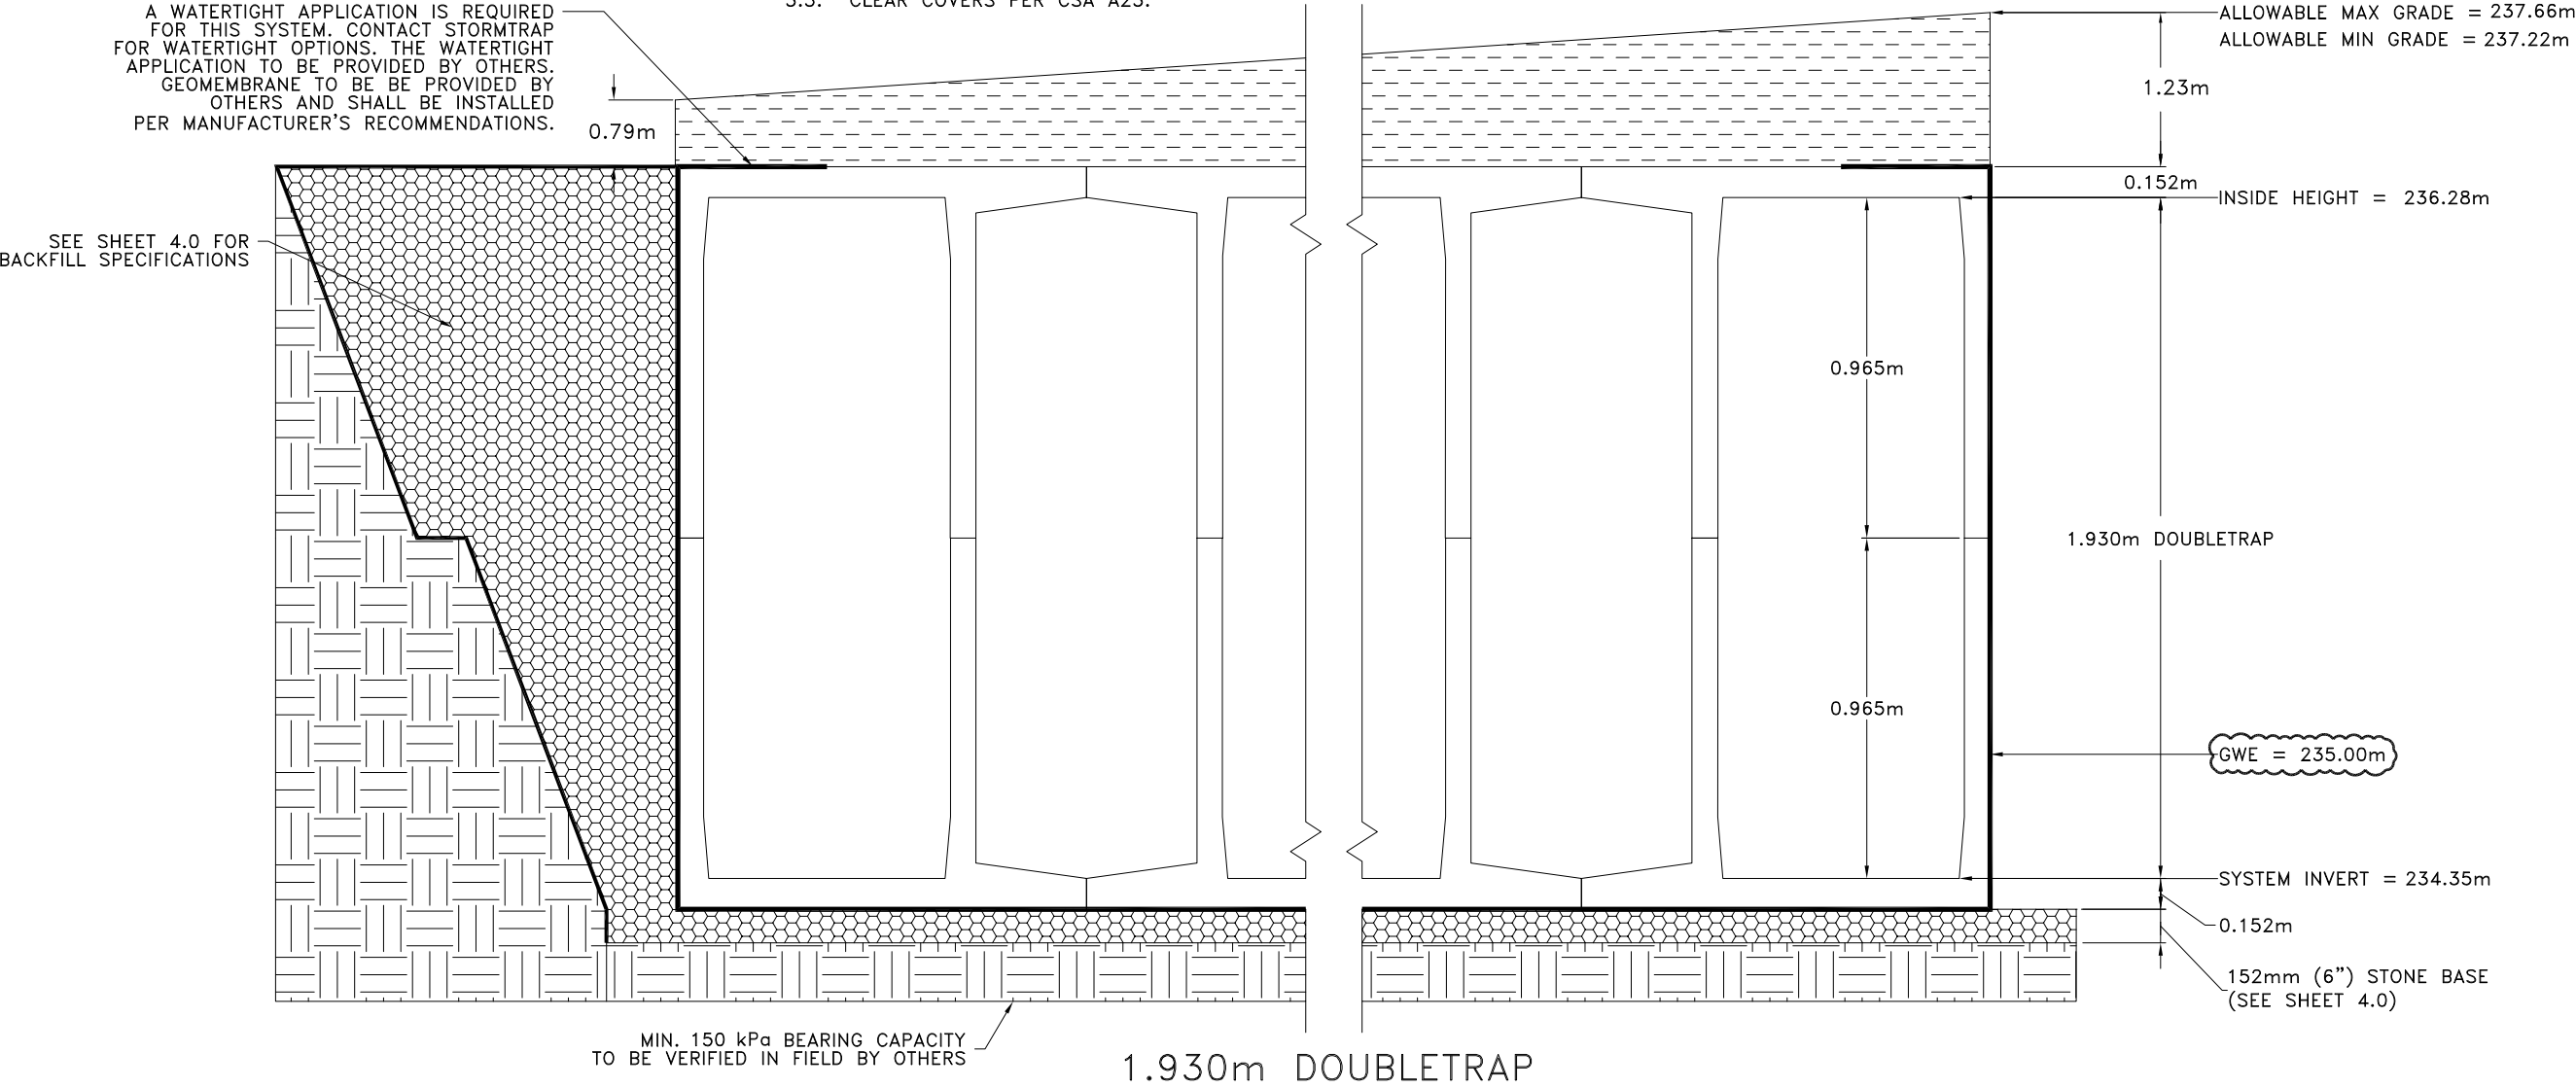 A WATERTIGHT APPLICATION IS REQUIRED
FOR THIS SYSTEM. CONTACT STORMTRAP
FOR WATERTIGHT OPTIONS. THE WATERTIGHT
APPLICATION TO BE PROVIDED BY OTHERS.
GEOMEMBRANE TO BE BE PROVIDED BY
OTHERS AND SHALL BE INSTALLED
PER MANUFACTURER'S RECOMMENDATIONS.
CLEAR COVERS PER CSA A23.
ALLOWABLE MAX GRADE = 237.66m
ALLOWABLE MIN GRADE = 237.22m
1.23m
0.79m
0.152m
INSIDE HEIGHT = 236.28m
SEE SHEET 4.0 FOR
BACKFILL SPECIFICATIONS
0.965m
1.930m DOUBLETRAP
0.965m
GWE = 235.00m
SYSTEM INVERT = 234.35m
0.152m
152mm (6") STONE BASE
(SEE SHEET 4.0)
MIN. 150 kPa BEARING CAPACITY
TO BE VERIFIED IN FIELD BY OTHERS
1.930m DOUBLETRAP